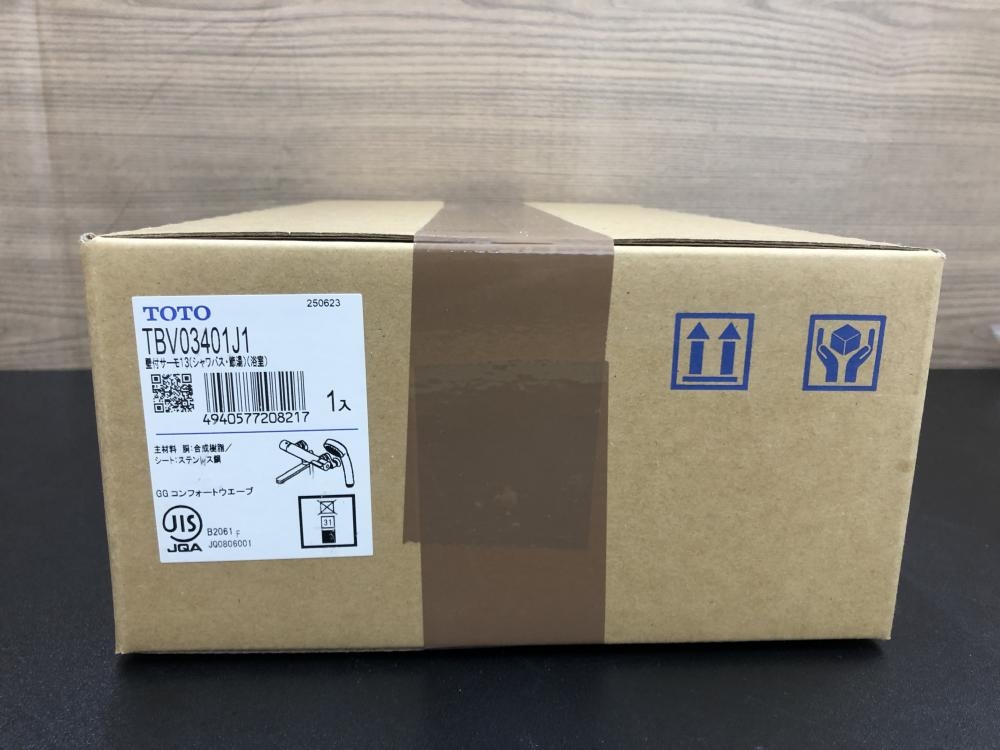 250623
TOTO
TBV03401J1
壁付サーモ13(シャワバス・節湯)(浴室)
4940577208217
1入
主材料 胴:合成樹脂/
シート:ステンレス鋼
GGコンフォートウエーブ
JIS
JQA
B2061 F
JQ0806001
31